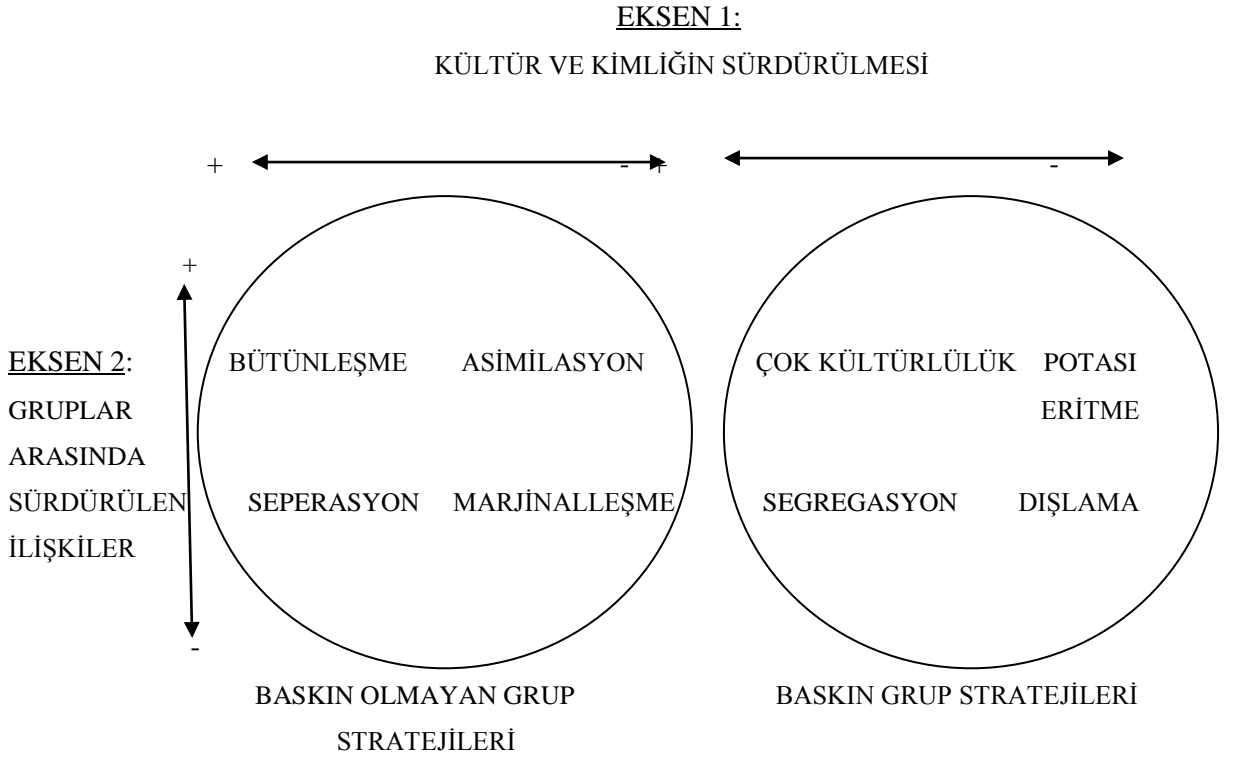 EKSEN 1:
KÜLTÜR VE KİMLİĞİN SÜRDÜRÜLMESİ
+ - + -
+
EKSEN 2:
GRUPLAR
ARASINDA
SÜRDÜRÜLEN
İLİŞKİLER
-
BÜTÜNLEŞME ASİMİLASYON
SEPERASYON MARJİNALLEŞME
ÇOK KÜLTÜRLÜLÜK POTASI
ERİTME
SEGREGASYON DIŞLAMA
BASKIN OLMAYAN GRUP
STRATEJİLERİ
BASKIN GRUP STRATEJİLERİ